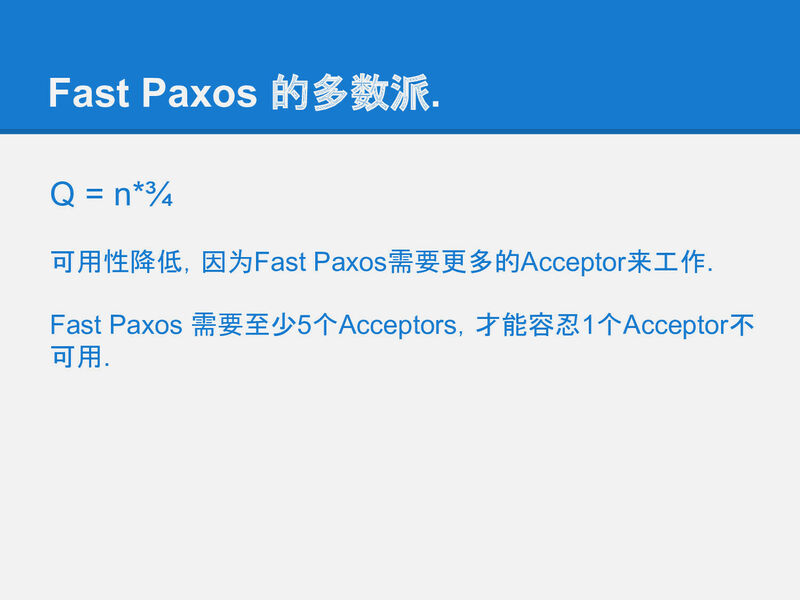 Fast Paxos 的多数派.
Q = n*¾
可用性降低, 因为Fast Paxos需要更多的Acceptor来工作.
Fast Paxos 需要至少5个Acceptors, 才能容忍1个Acceptor不
可用.